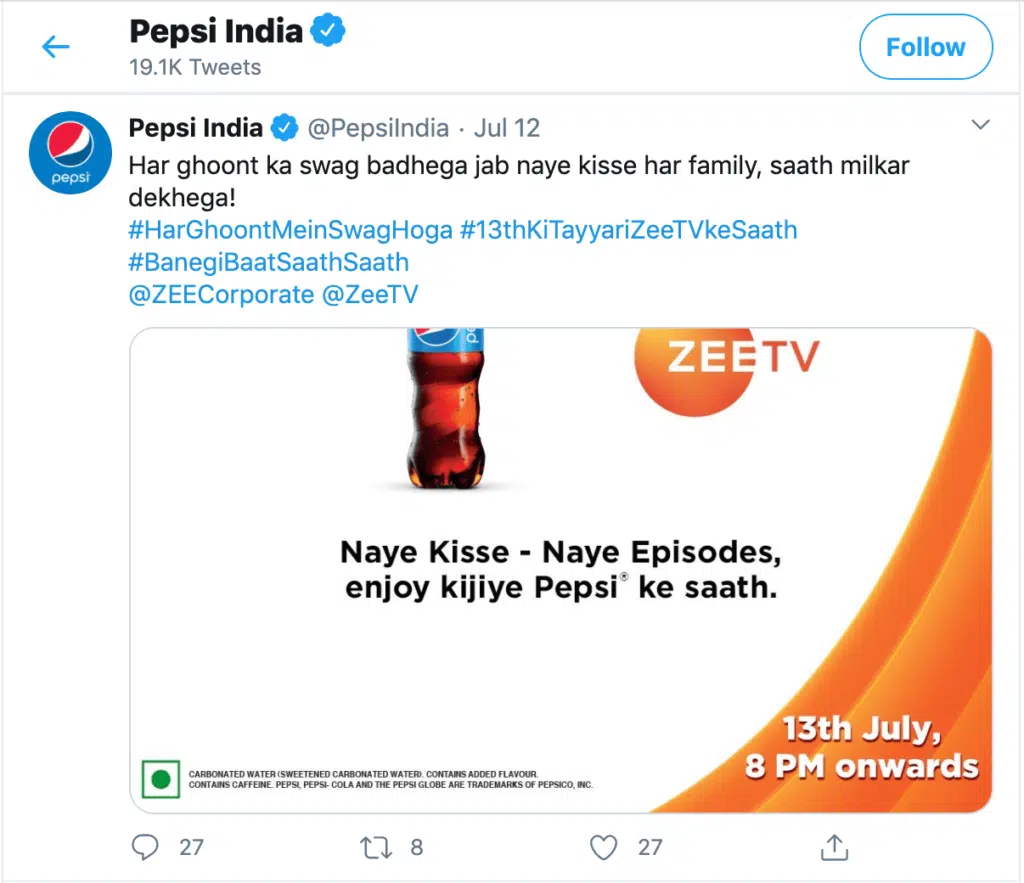 Pepsi India
19.1K Tweets
Follow
pepsi
Pepsi India @PepsiIndia · Jul 12
Har ghoont ka swag badhega jab naye kisse har family, saath milkar
dekhega!
#HarGhoontMeinSwagHoga #13thKiTayyariZeeTVkeSaath
#BanegiBaatSaathSaath
@ZEECorporate @ZeeTV
ZEETV
Naye Kisse - Naye Episodes,
enjoy kijiye Pepsi® ke saath.
13th July,
8 PM onwards
CARBONATED WATER (SWEETENED CARBONATED WATER). CONTAINS ADDED FLAVOUR.
CONTAINS CAFFEINE. PEPSI, PEPSI- COLA AND THE PEPSI GLOBE ARE TRADEMARKS OF PEPSICO, INC.
27 8 27